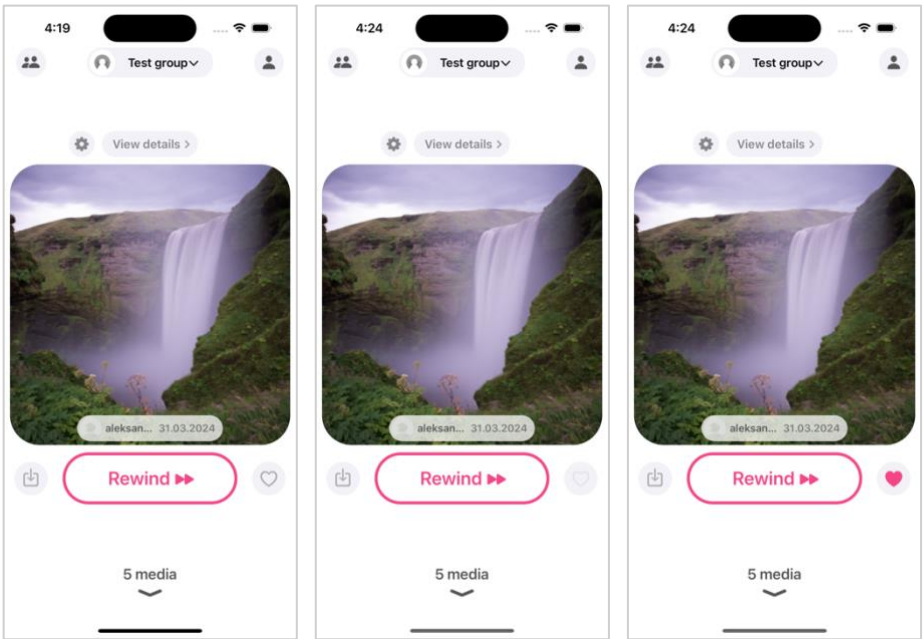 4:19
Test group
View details >
aleksan... 31.03.2024
Rewind
5 media
4:24
Test group
View details >
aleksan... 31.03.2024
Rewind
5 media
4:24
Test group
View details >
aleksan... 31.03.2024
Rewind
5 media